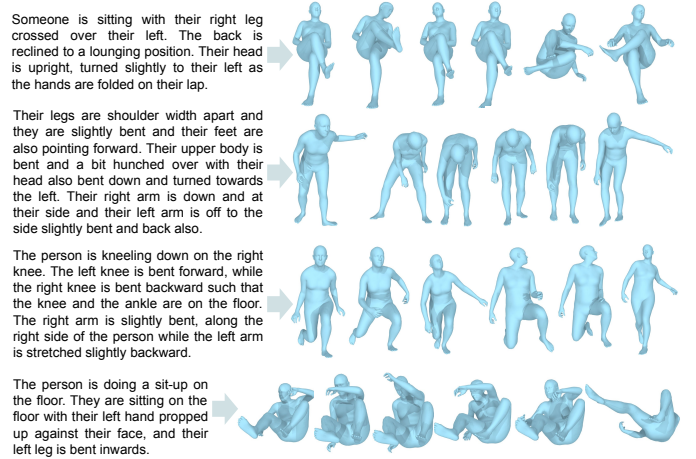 Someone is sitting with their right leg
crossed over their left. The back is
reclined to a lounging position. Their head
is upright, turned slightly to their left as
the hands are folded on their lap.
Their legs are shoulder width apart and
they are slightly bent and their feet are
also pointing forward. Their upper body is
bent and a bit hunched over with their
head also bent down and turned towards
the left. Their right arm is down and at
their side and their left arm is off to the
side slightly bent and back also.
The person is kneeling down on the right
knee. The left knee is bent forward, while
the right knee is bent backward such that
the knee and the ankle are on the floor.
The right arm is slightly bent, along the
right side of the person while the left arm
is stretched slightly backward.
The person is doing a sit-up on
the floor. They are sitting on the
floor with their left hand propped
up against their face, and their
left leg is bent inwards.